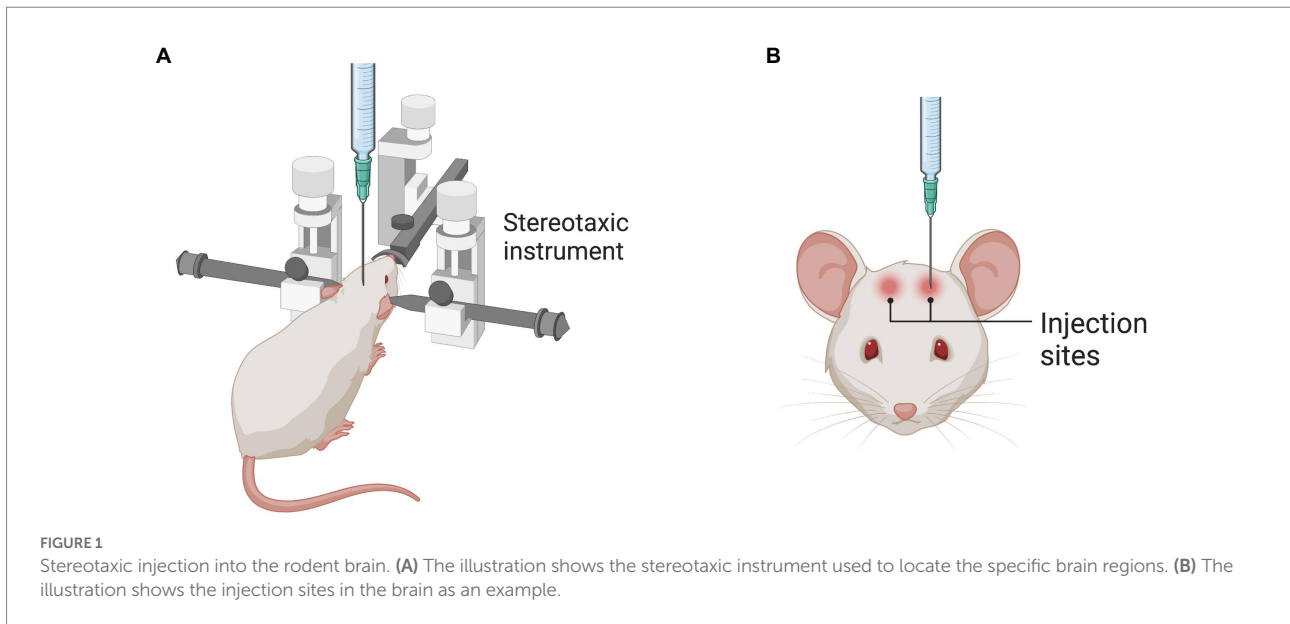 A
B
Stereotaxic
instrument
Injection
sites
FIGURE 1
Stereotaxic injection into the rodent brain. (A) The illustration shows the stereotaxic instrument used to locate the specific brain regions. (B) The
illustration shows the injection sites in the brain as an example.